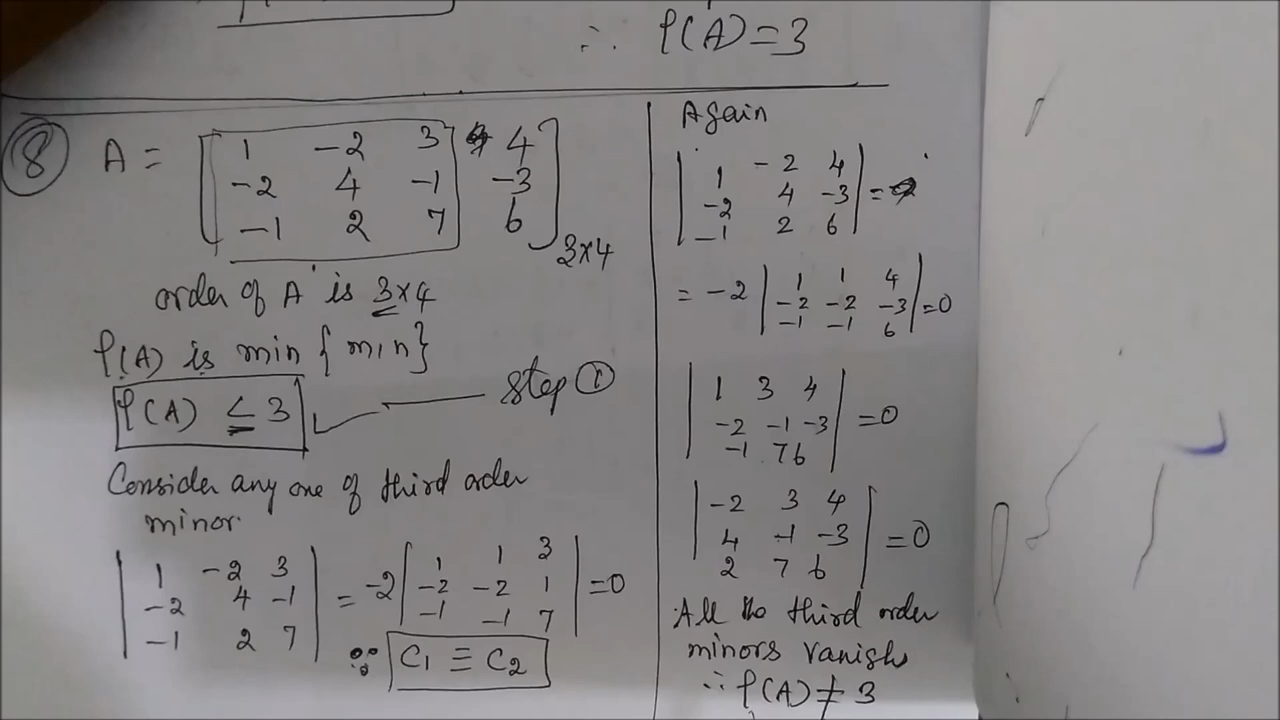 ∴ ρ(A) = 3
⑧ A = [ 1 -2 3 4
-2 4 -1 -3
-1 2 7 6 ] 3×4
order of A is 3×4
ρ(A) is min {m,n}
ρ(A) ≤ 3 step ①
Consider any one of third order
minor.
| 1 -2 3 | = -2 | 1 1 3 | = 0
| -2 4 -1 | | -2 -2 1 |
| -1 2 7 | | -1 -1 7 |
∵ C1 ≡ C2
Again
| 1 -2 4 | =
| -2 4 -3 |
| -1 2 6 |
= -2 | 1 1 4 | = 0
| -2 -2 -3 |
| -1 -1 6 |
| 1 3 4 | = 0
| -2 -1 -3 |
| -1 7 6 |
| -2 3 4 | = 0
| 4 -1 -3 |
| 2 7 6 |
All the third order
minors vanish
∴ ρ(A) ≠ 3